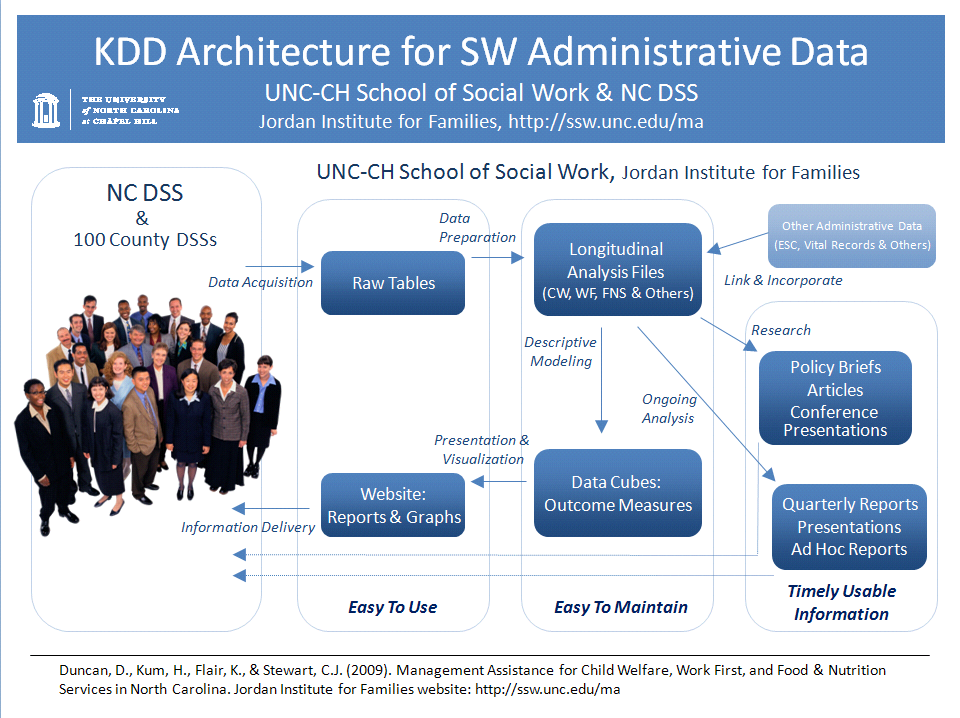 KDD Architecture for SW Administrative Data
UNC-CH School of Social Work & NC DSS
Jordan Institute for Families, http://ssw.unc.edu/ma
THE UNIVERSITY
of NORTH CAROLINA
at CHAPEL HILL
UNC-CH School of Social Work, Jordan Institute for Families
NC DSS
&
100 County DSSs
Data Acquisition
Raw Tables
Data
Preparation
Longitudinal
Analysis Files
(CW, WF, FNS & Others)
Other Administrative Data
(ESC, Vital Records & Others)
Link & Incorporate
Research
Descriptive
Modeling
Policy Briefs
Articles
Conference
Presentations
Ongoing
Analysis
Presentation &
Visualization
Data Cubes:
Outcome Measures
Website:
Reports & Graphs
Information Delivery
Quarterly Reports
Presentations
Ad Hoc Reports
Easy To Use
Easy To Maintain
Timely Usable
Information
Duncan, D., Kum, H., Flair, K., & Stewart, C.J. (2009). Management Assistance for Child Welfare, Work First, and Food & Nutrition
Services in North Carolina. Jordan Institute for Families website: http://ssw.unc.edu/ma